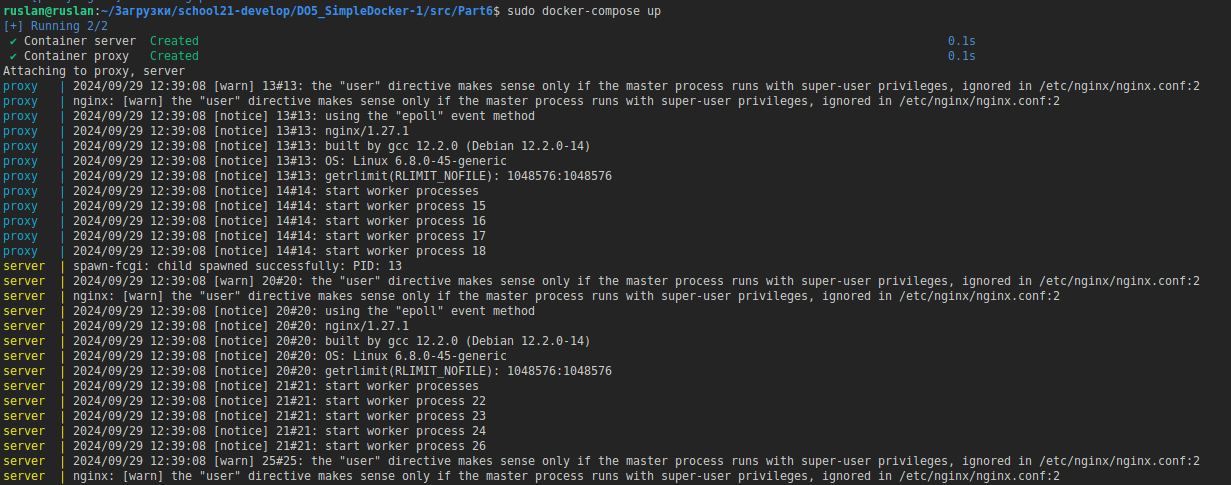 ruslan@ruslan:~/Загрузки/school21-develop/DO5_SimpleDocker-1/src/Part6$ sudo docker-compose up
[+] Running 2/2
✔ Container server  Created  0.1s
✔ Container proxy   Created  0.1s
Attaching to proxy, server
proxy   | 2024/09/29 12:39:08 [warn] 13#13: the "user" directive makes sense only if the master process runs with super-user privileges, ignored in /etc/nginx/nginx.conf:2
proxy   | nginx: [warn] the "user" directive makes sense only if the master process runs with super-user privileges, ignored in /etc/nginx/nginx.conf:2
proxy   | 2024/09/29 12:39:08 [notice] 13#13: using the "epoll" event method
proxy   | 2024/09/29 12:39:08 [notice] 13#13: nginx/1.27.1
proxy   | 2024/09/29 12:39:08 [notice] 13#13: built by gcc 12.2.0 (Debian 12.2.0-14)
proxy   | 2024/09/29 12:39:08 [notice] 13#13: OS: Linux 6.8.0-45-generic
proxy   | 2024/09/29 12:39:08 [notice] 13#13: getrlimit(RLIMIT_NOFILE): 1048576:1048576
proxy   | 2024/09/29 12:39:08 [notice] 14#14: start worker processes
proxy   | 2024/09/29 12:39:08 [notice] 14#14: start worker process 15
proxy   | 2024/09/29 12:39:08 [notice] 14#14: start worker process 16
proxy   | 2024/09/29 12:39:08 [notice] 14#14: start worker process 17
proxy   | 2024/09/29 12:39:08 [notice] 14#14: start worker process 18
server  | spawn-fcgi: child spawned successfully: PID: 13
server  | 2024/09/29 12:39:08 [warn] 20#20: the "user" directive makes sense only if the master process runs with super-user privileges, ignored in /etc/nginx/nginx.conf:2
server  | nginx: [warn] the "user" directive makes sense only if the master process runs with super-user privileges, ignored in /etc/nginx/nginx.conf:2
server  | 2024/09/29 12:39:08 [notice] 20#20: using the "epoll" event method
server  | 2024/09/29 12:39:08 [notice] 20#20: nginx/1.27.1
server  | 2024/09/29 12:39:08 [notice] 20#20: built by gcc 12.2.0 (Debian 12.2.0-14)
server  | 2024/09/29 12:39:08 [notice] 20#20: OS: Linux 6.8.0-45-generic
server  | 2024/09/29 12:39:08 [notice] 20#20: getrlimit(RLIMIT_NOFILE): 1048576:1048576
server  | 2024/09/29 12:39:08 [notice] 21#21: start worker processes
server  | 2024/09/29 12:39:08 [notice] 21#21: start worker process 22
server  | 2024/09/29 12:39:08 [notice] 21#21: start worker process 23
server  | 2024/09/29 12:39:08 [notice] 21#21: start worker process 24
server  | 2024/09/29 12:39:08 [notice] 21#21: start worker process 26
server  | 2024/09/29 12:39:08 [warn] 25#25: the "user" directive makes sense only if the master process runs with super-user privileges, ignored in /etc/nginx/nginx.conf:2
server  | nginx: [warn] the "user" directive makes sense only if the master process runs with super-user privileges, ignored in /etc/nginx/nginx.conf:2